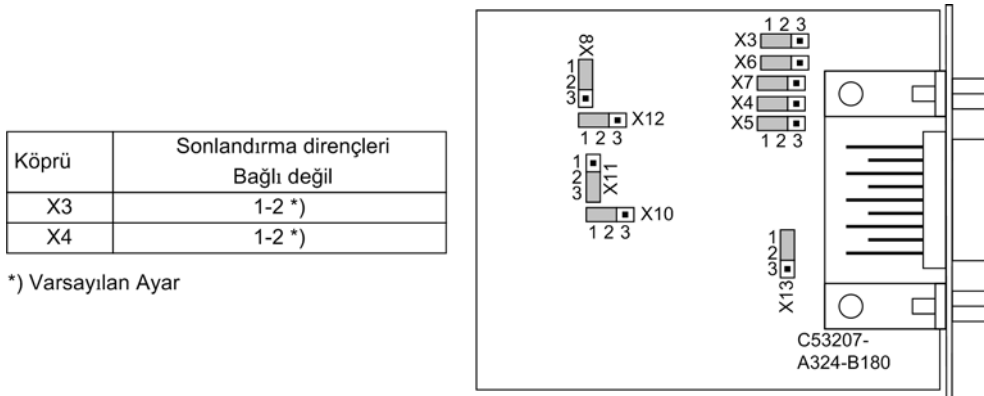 Köprü
Sonlandırma dirençleri
Bağlı değil
X3
1-2 *)
X4
1-2 *)
*) Varsayılan Ayar
X8
1
2
3
X12
1 2 3
1
2
3
X11
X10
1 2 3
1 2 3
X3
X6
X7
X4
X5
1 2 3
1
2
3
X13
C53207-
A324-B180